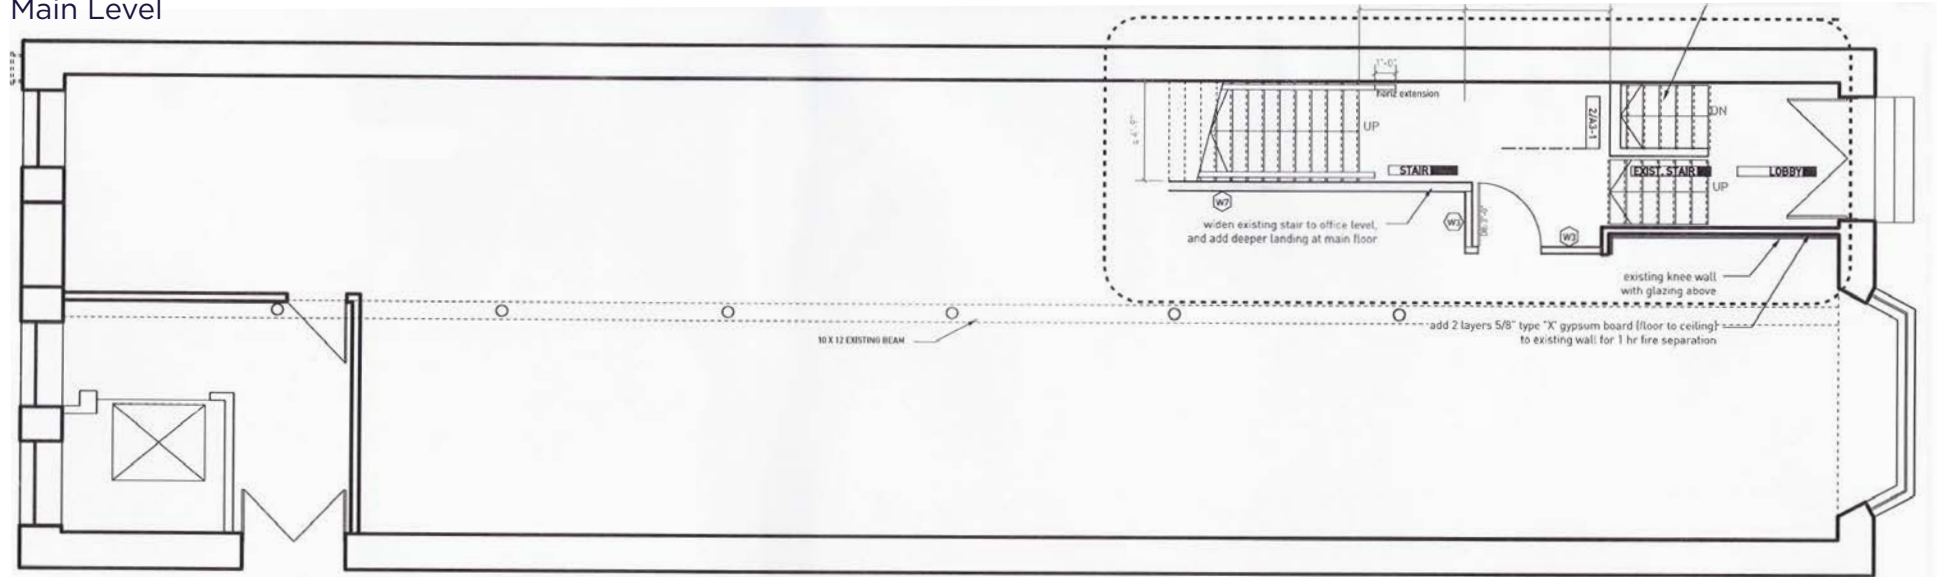 Main Level
1'-0"
horiz extension
UP
2/A3-1
DN
STAIR
EXIST. STAIR
UP
LOBBY
W7
W3
W3
widen existing stair to office level,
and add deeper landing at main floor
existing knee wall
with glazing above
10 X 12 EXISTING BEAM
add 2 layers 5/8" type "X" gypsum board (floor to ceiling)
to existing wall for 1 hr fire separation